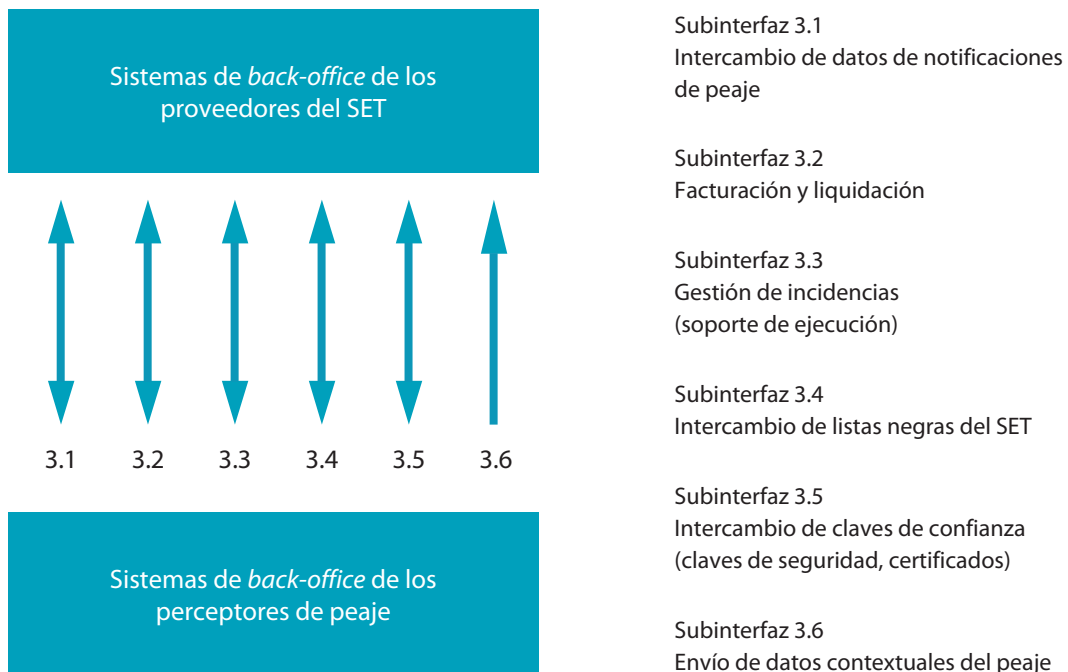 Sistemas de back-office de los
proveedores del SET
3.1 3.2 3.3 3.4 3.5 3.6
Sistemas de back-office de los
perceptores de peaje
Subinterfaz 3.1
Intercambio de datos de notificaciones
de peaje
Subinterfaz 3.2
Facturación y liquidación
Subinterfaz 3.3
Gestión de incidencias
(soporte de ejecución)
Subinterfaz 3.4
Intercambio de listas negras del SET
Subinterfaz 3.5
Intercambio de claves de confianza
(claves de seguridad, certificados)
Subinterfaz 3.6
Envío de datos contextuales del peaje